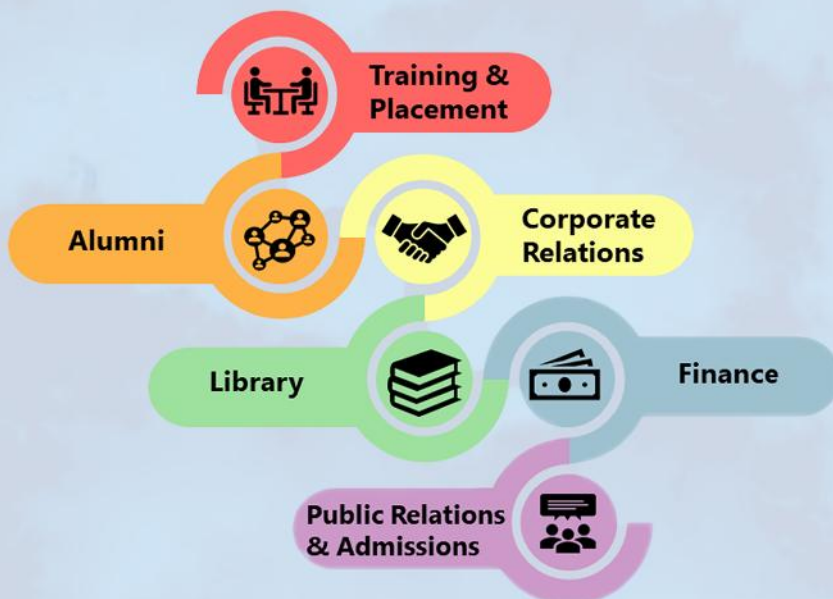 Training &
Placement
Alumni
Corporate
Relations
Library
Finance
Public Relations
& Admissions